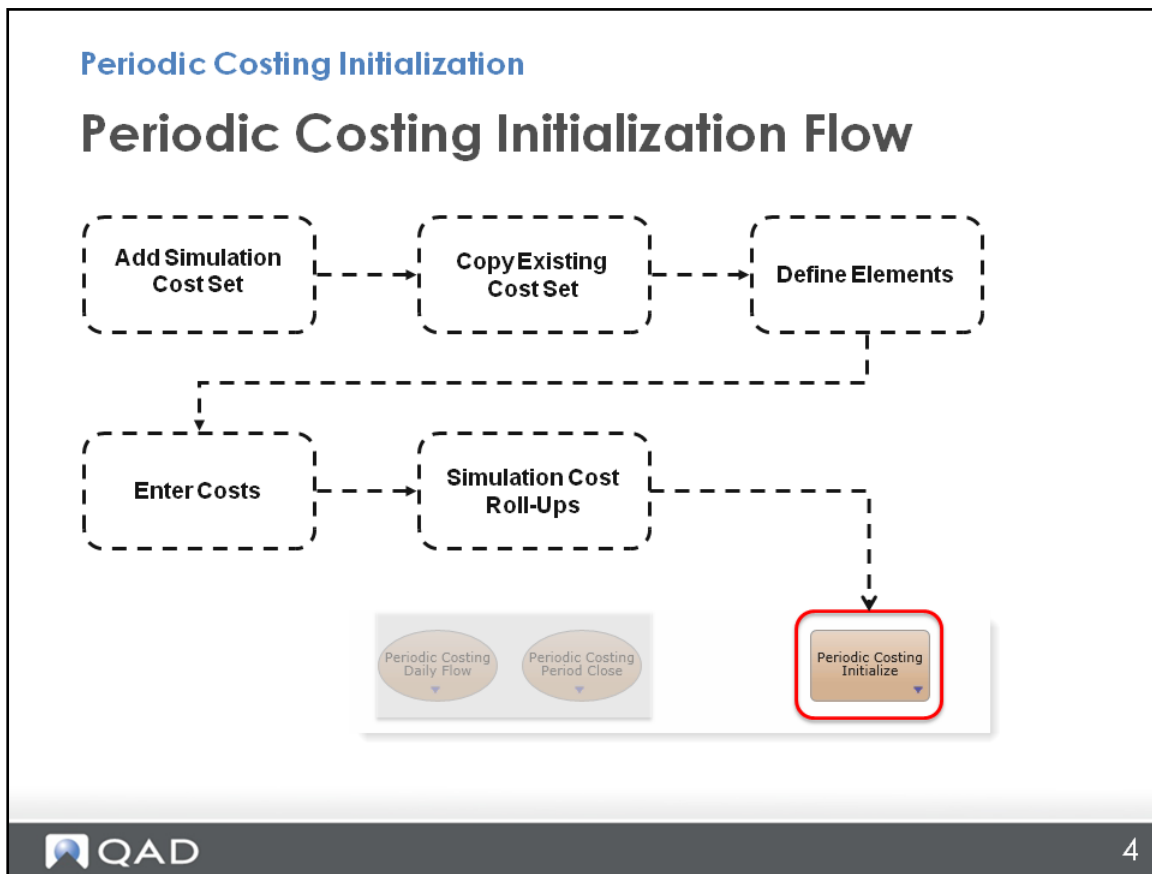 Periodic Costing Initialization
Periodic Costing Initialization Flow
Add Simulation
Cost Set
Copy Existing
Cost Set
Define Elements
Enter Costs
Simulation Cost
Roll-Ups
Periodic Costing
Daily Flow
Periodic Costing
Period Close
Periodic Costing
Initialize
QAD
4